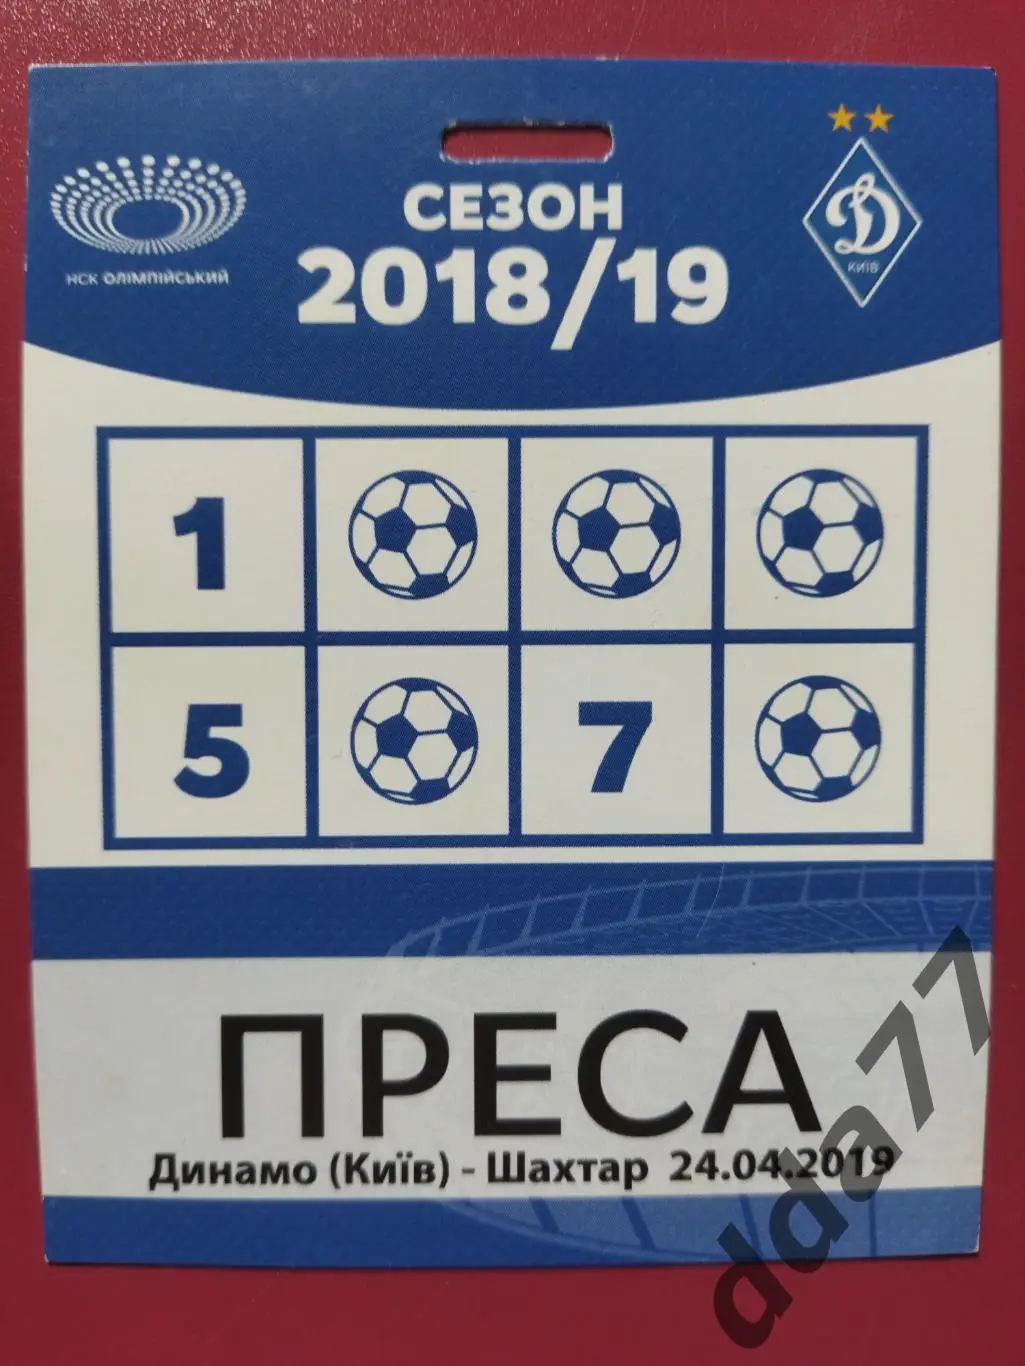 НСК ОЛІМПІЙСЬКИЙ
СЕЗОН
2018/19
Д
КИЇВ
1
5 7
ПРЕСА
Динамо (Київ) - Шахтар 24.04.2019
dda77